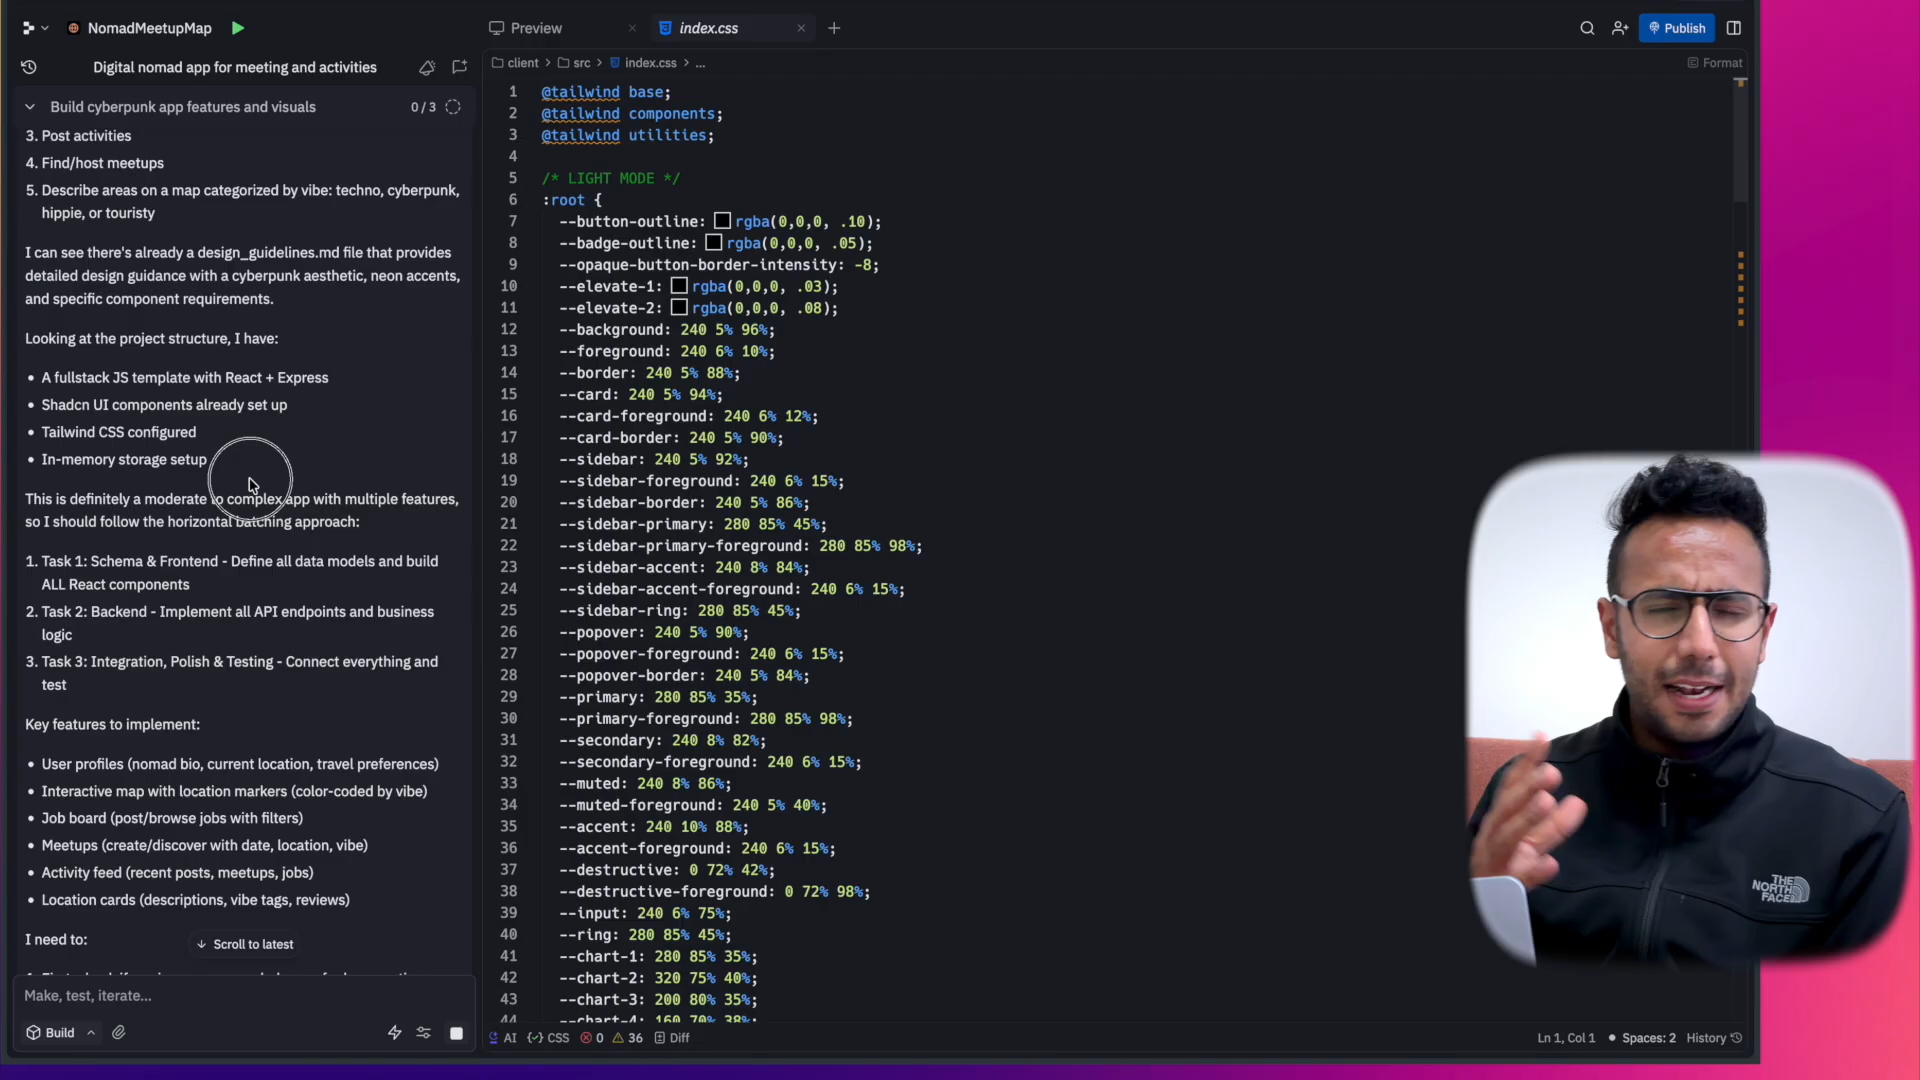 NomadMeetupMap
Digital nomad app for meeting and activities
Build cyberpunk app features and visuals 0 / 3
3. Post activities
4. Find/host meetups
5. Describe areas on a map categorized by vibe: techno, cyberpunk,
hippie, or touristy
I can see there's already a design_guidelines.md file that provides
detailed design guidance with a cyberpunk aesthetic, neon accents,
and specific component requirements.
Looking at the project structure, I have:
• A fullstack JS template with React + Express
• Shadcn UI components already set up
• Tailwind CSS configured
• In-memory storage setup
This is definitely a moderate to complex app with multiple features,
so I should follow the horizontal batching approach:
1. Task 1: Schema & Frontend - Define all data models and build
ALL React components
2. Task 2: Backend - Implement all API endpoints and business
logic
3. Task 3: Integration, Polish & Testing - Connect everything and
test
Key features to implement:
• User profiles (nomad bio, current location, travel preferences)
• Interactive map with location markers (color-coded by vibe)
• Job board (post/browse jobs with filters)
• Meetups (create/discover with date, location, vibe)
• Activity feed (recent posts, meetups, jobs)
• Location cards (descriptions, vibe tags, reviews)
I need to:
Scroll to latest
Make, test, iterate...
Build
Preview
index.css
Publish
client > src > index.css > ...
Format
1 @tailwind base;
2 @tailwind components;
3 @tailwind utilities;
4
5 /* LIGHT MODE */
6 :root {
7 --button-outline: rgba(0,0,0, .10);
8 --badge-outline: rgba(0,0,0, .05);
9 --opaque-button-border-intensity: -8;
10 --elevate-1: rgba(0,0,0, .03);
11 --elevate-2: rgba(0,0,0, .08);
12 --background: 240 5% 96%;
13 --foreground: 240 6% 10%;
14 --border: 240 5% 88%;
15 --card: 240 5% 94%;
16 --card-foreground: 240 6% 12%;
17 --card-border: 240 5% 90%;
18 --sidebar: 240 5% 92%;
19 --sidebar-foreground: 240 6% 15%;
20 --sidebar-border: 240 5% 86%;
21 --sidebar-primary: 280 85% 45%;
22 --sidebar-primary-foreground: 280 85% 98%;
23 --sidebar-accent: 240 8% 84%;
24 --sidebar-accent-foreground: 240 6% 15%;
25 --sidebar-ring: 280 85% 45%;
26 --popover: 240 5% 90%;
27 --popover-foreground: 240 6% 15%;
28 --popover-border: 240 5% 84%;
29 --primary: 280 85% 35%;
30 --primary-foreground: 280 85% 98%;
31 --secondary: 240 8% 82%;
32 --secondary-foreground: 240 6% 15%;
33 --muted: 240 8% 86%;
34 --muted-foreground: 240 5% 40%;
35 --accent: 240 10% 88%;
36 --accent-foreground: 240 6% 15%;
37 --destructive: 0 72% 42%;
38 --destructive-foreground: 0 72% 98%;
39 --input: 240 6% 75%;
40 --ring: 280 85% 45%;
41 --chart-1: 280 85% 35%;
42 --chart-2: 320 75% 40%;
43 --chart-3: 200 80% 35%;
44 --chart-4: 160 70% 38%;
AI {} CSS 0 36 Diff
Ln 1, Col 1 • Spaces: 2 History
THE
NORTH
FACE